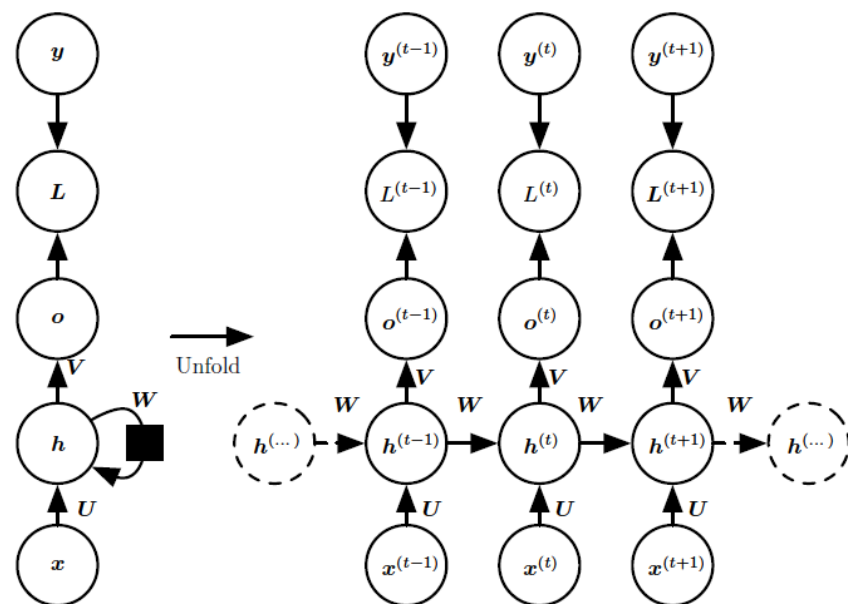 y y^(t−1) y^(t) y^(t+1)
L L^(t−1) L^(t) L^(t+1)
o o^(t−1) o^(t) o^(t+1)
Unfold
V V V V
W W W W W
h h^(...) h^(t−1) h^(t) h^(t+1) h^(...)
U U U U
x x^(t−1) x^(t) x^(t+1)